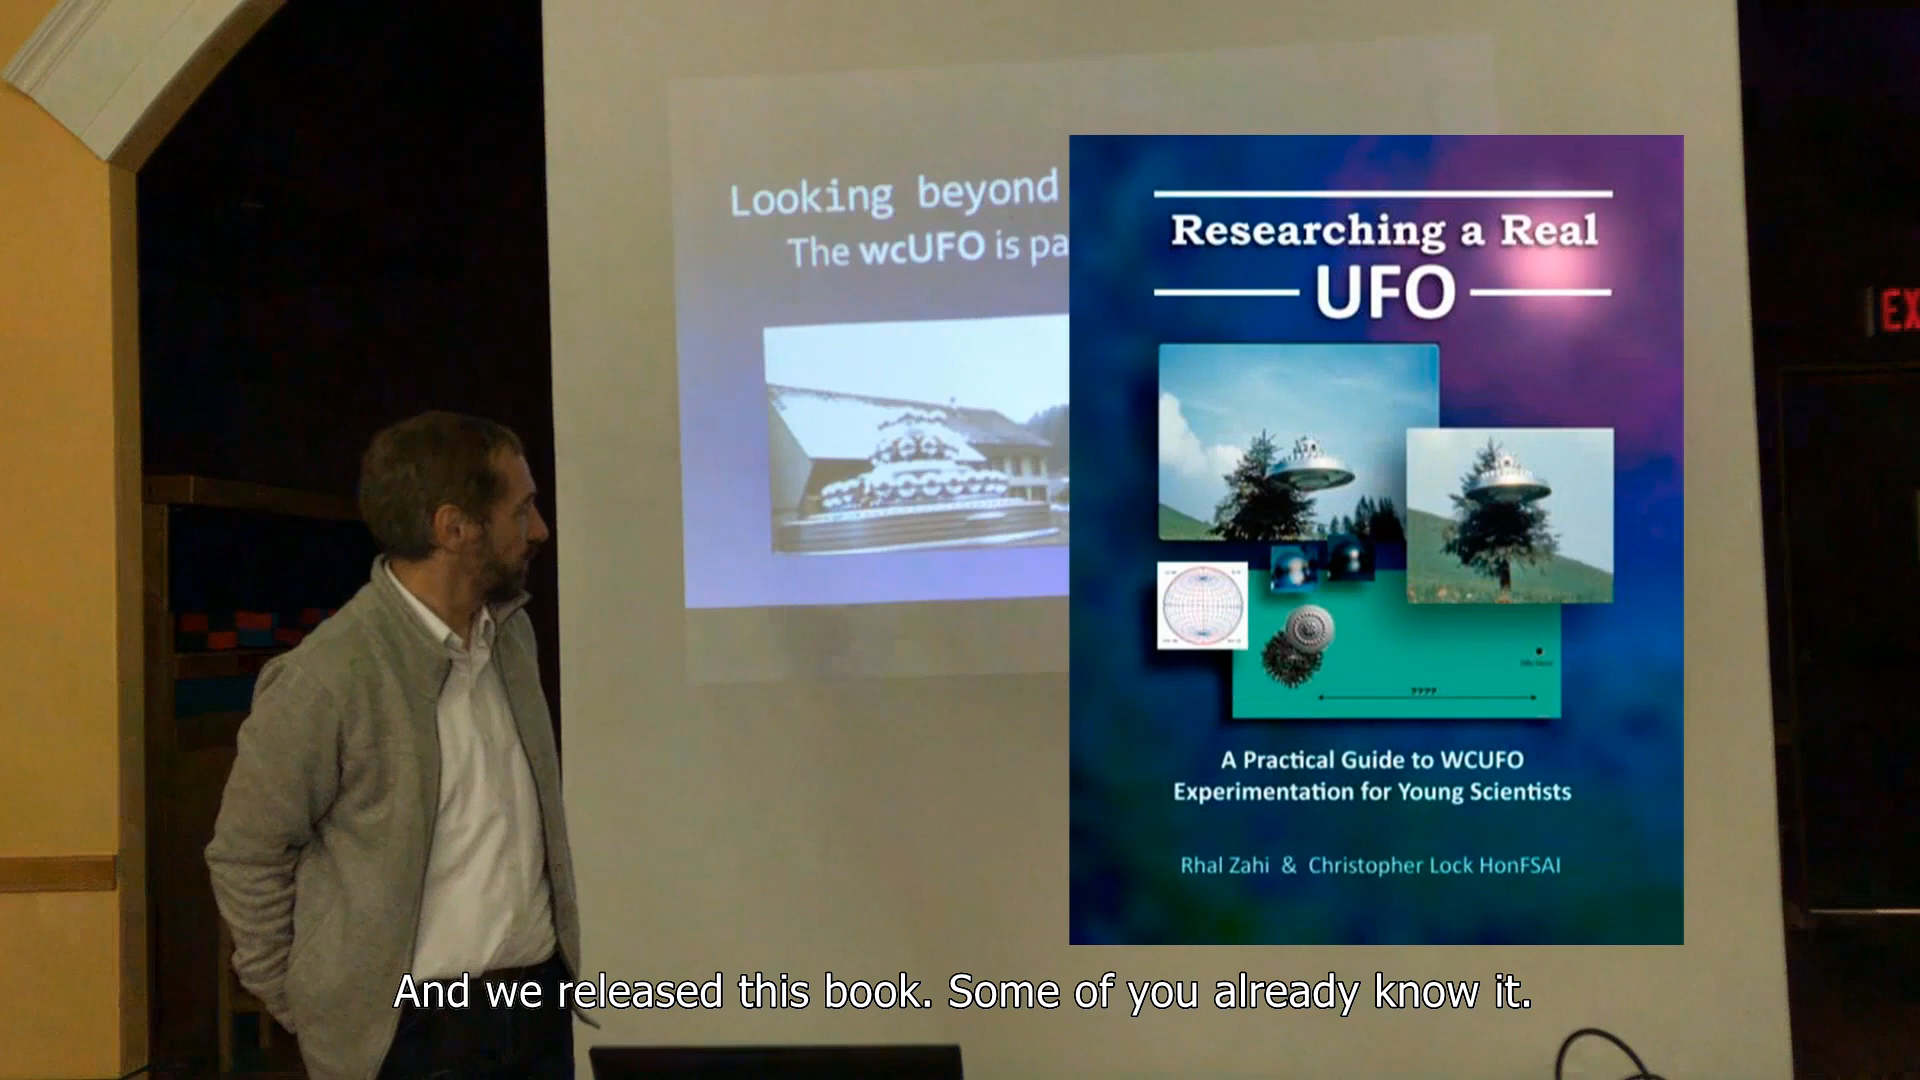 Looking beyond
The wcUFO is pa
Researching a Real
UFO
EX
????
A Practical Guide to WCUFO
Experimentation for Young Scientists
Rhal Zahi & Christopher Lock HonFSAI
And we released this book. Some of you already know it.